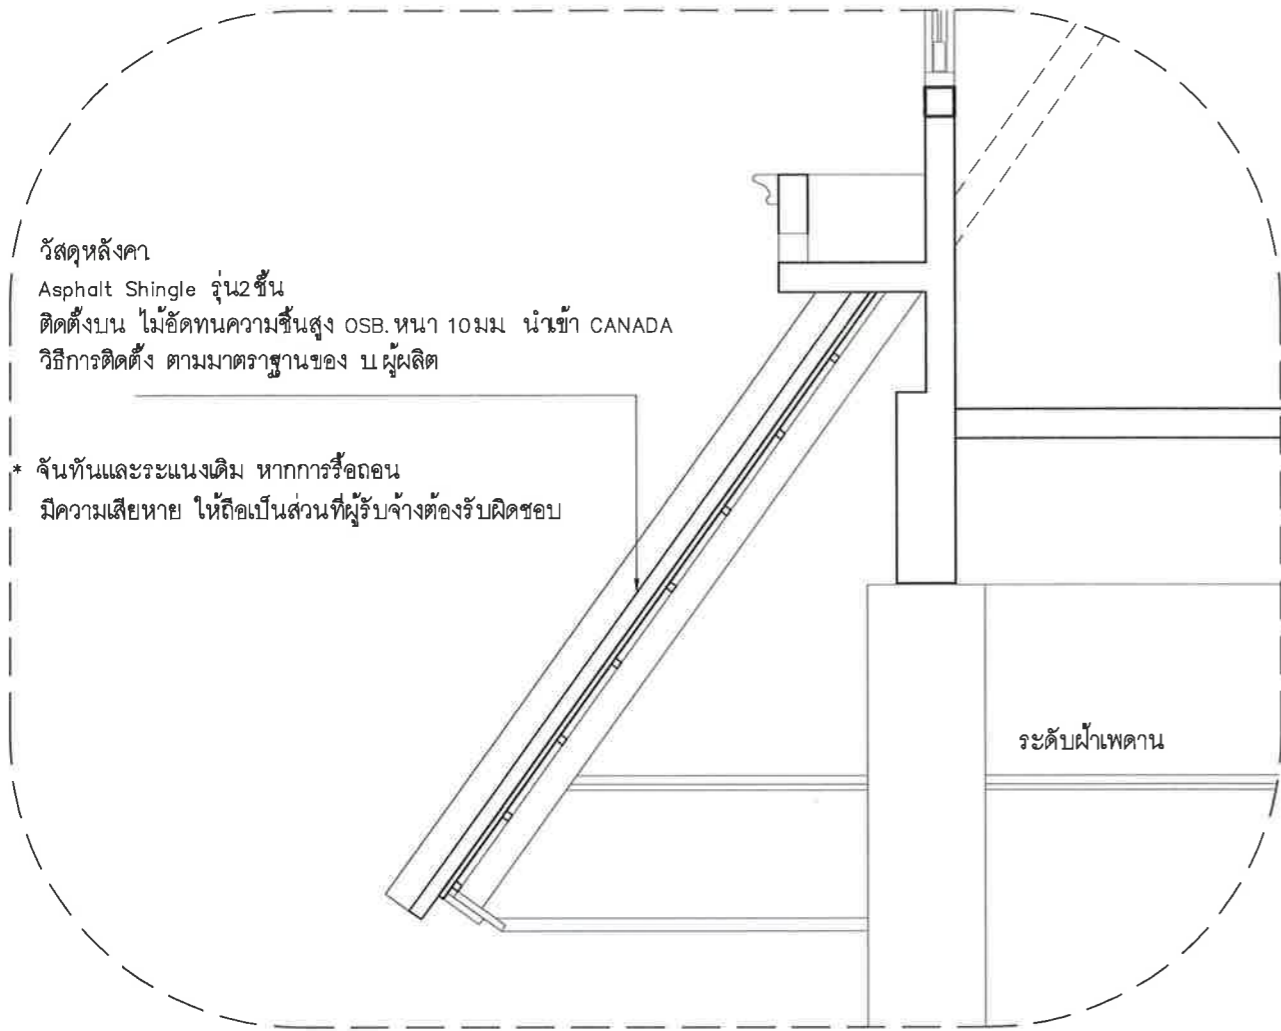 วัสดุหลังคา
Asphalt Shingle รุ่น2ชั้น
ติดตั้งบน ไม้อัดทนความชื้นสูง OSB.หนา 10มม. นำเข้า CANADA
วิธีการติดตั้ง ตามมาตราฐานของ บ.ผู้ผลิต
* จันทันและระแนงเดิม หากการรื้อถอน
มีความเสียหาย ให้ถือเป็นส่วนที่ผู้รับจ้างต้องรับผิดชอบ
ระดับฝ้าเพดาน